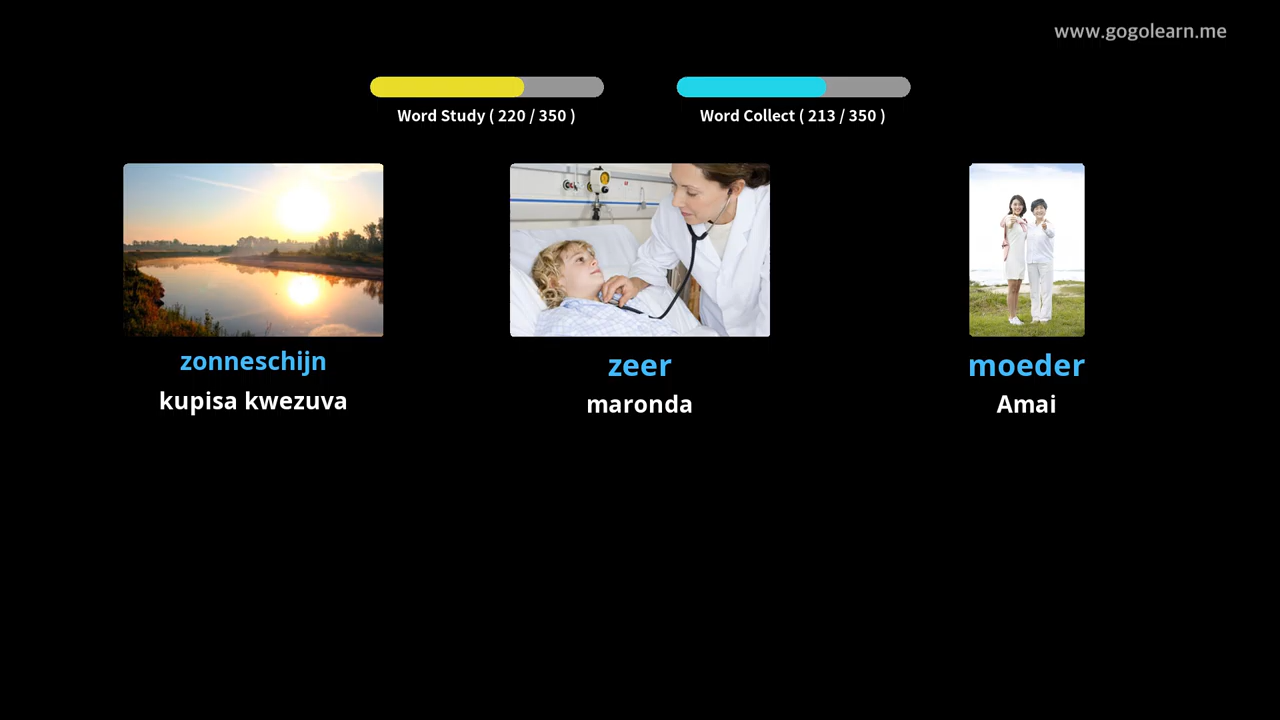 www.gogolearn.me
Word Study ( 220 / 350 )
Word Collect ( 213 / 350 )
zonneschijn
kupisa kwezuva
zeer
maronda
moeder
Amai